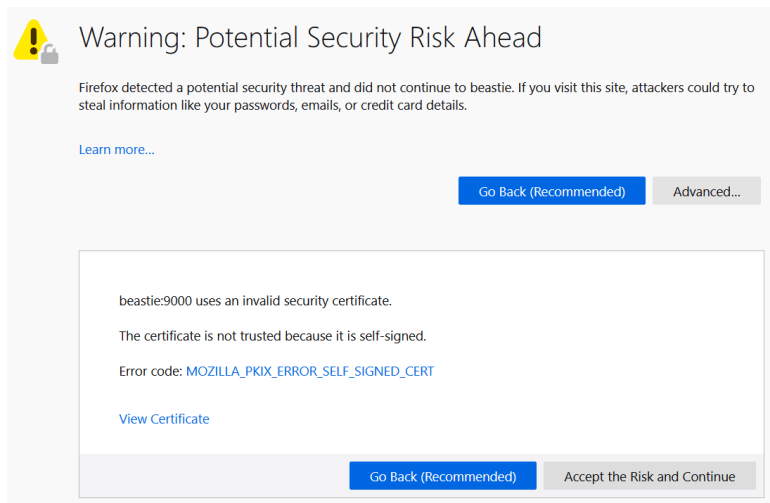 Warning: Potential Security Risk Ahead
Firefox detected a potential security threat and did not continue to beastie. If you visit this site, attackers could try to
steal information like your passwords, emails, or credit card details.
Learn more...
Go Back (Recommended)
Advanced...
beastie:9000 uses an invalid security certificate.
The certificate is not trusted because it is self-signed.
Error code: MOZILLA_PKIX_ERROR_SELF_SIGNED_CERT
View Certificate
Go Back (Recommended)
Accept the Risk and Continue